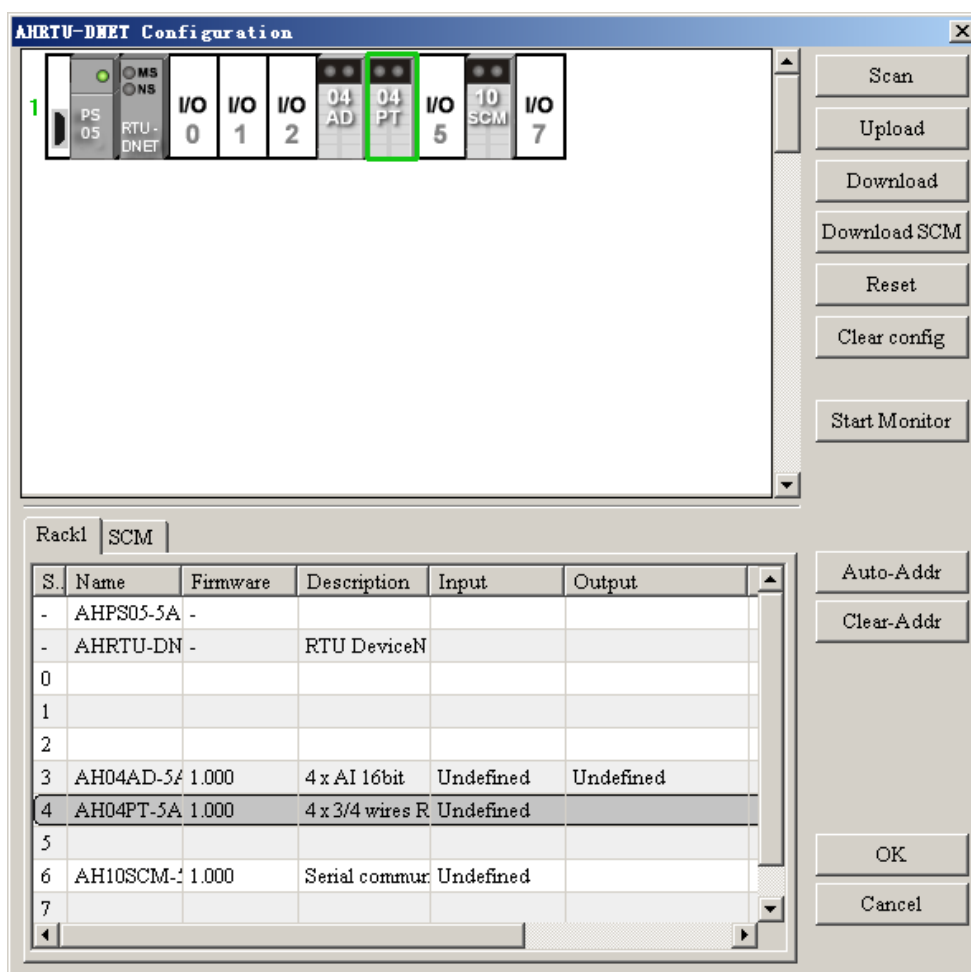 AHRTU-DNET Configuration
1
PS
05
MS
NS
RTU -
DNET
I/O
0
I/O
1
I/O
2
04
AD
04
PT
I/O
5
10
SCM
I/O
7
Scan
Upload
Download
Download SCM
Reset
Clear config
Start Monitor
Auto-Addr
Clear-Addr
OK
Cancel
Rack1 SCM
S.. Name Firmware Description Input Output
- AHPS05-5A -
- AHRTU-DN - RTU DeviceN
0
1
2
3 AH04AD-5A 1.000 4 x AI 16bit Undefined Undefined
4 AH04PT-5A 1.000 4 x 3/4 wires R Undefined
5
6 AH10SCM-5 1.000 Serial commun Undefined
7